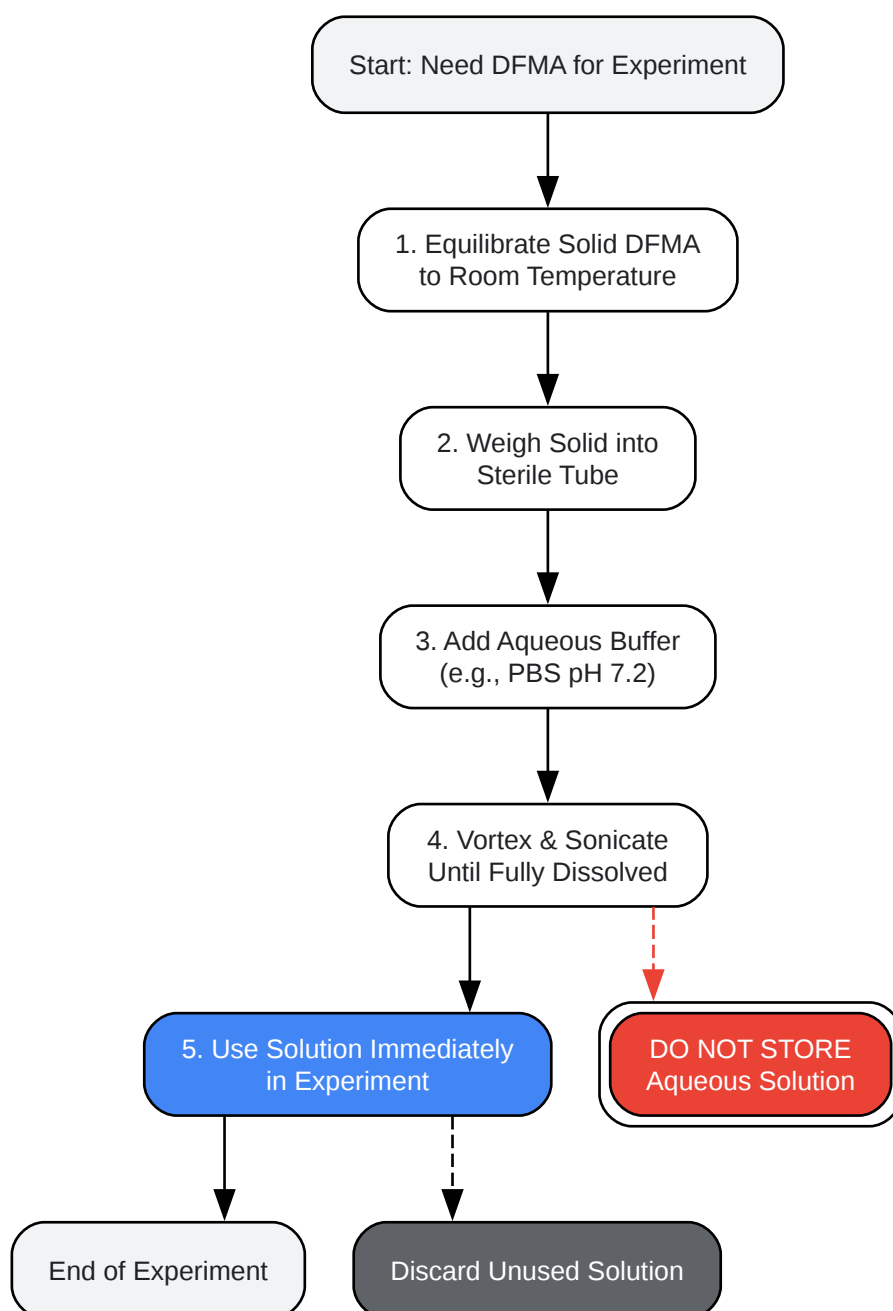 Start: Need DFMA for Experiment
1. Equilibrate Solid DFMA
to Room Temperature
2. Weigh Solid into
Sterile Tube
3. Add Aqueous Buffer
(e.g., PBS pH 7.2)
4. Vortex & Sonicate
Until Fully Dissolved
5. Use Solution Immediately
in Experiment
DO NOT STORE
Aqueous Solution
End of Experiment
Discard Unused Solution